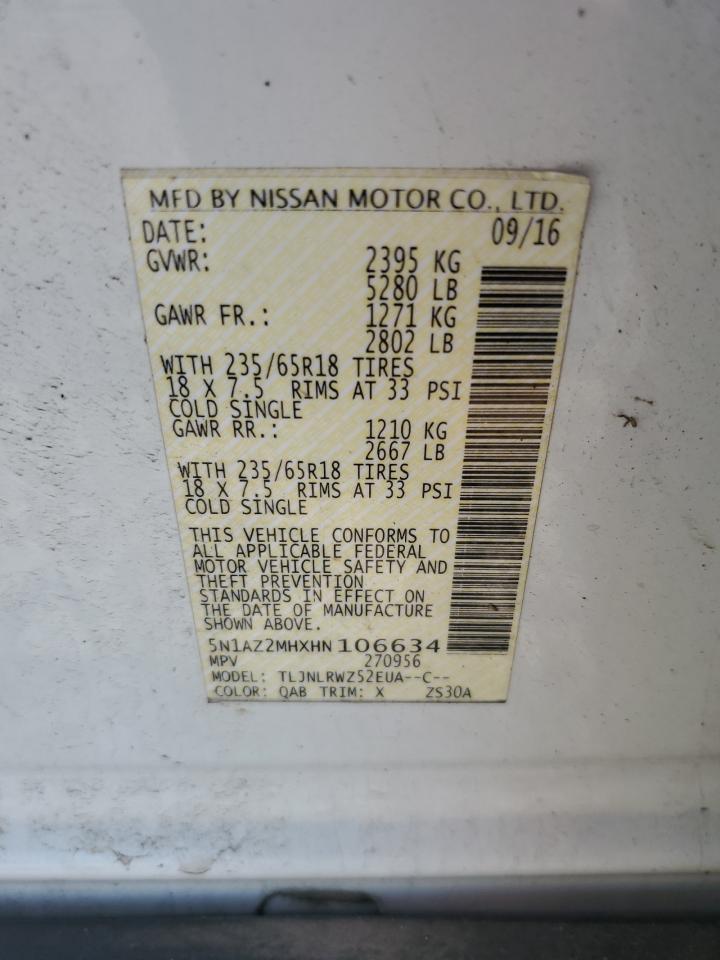 MFD BY NISSAN MOTOR CO., LTD.
DATE: 09/16
GVWR: 2395 KG
5280 LB
GAWR FR.: 1271 KG
2802 LB
WITH 235/65R18 TIRES
18 X 7.5 RIMS AT 33 PSI
COLD SINGLE
GAWR RR.: 1210 KG
2667 LB
WITH 235/65R18 TIRES
18 X 7.5 RIMS AT 33 PSI
COLD SINGLE
THIS VEHICLE CONFORMS TO
ALL APPLICABLE FEDERAL
MOTOR VEHICLE SAFETY AND
THEFT PREVENTION
STANDARDS IN EFFECT ON
THE DATE OF MANUFACTURE
SHOWN ABOVE.
5N1AZ2MHXHN 106634
MPV 270956
MODEL: TLJNLRWZ52EUA--C--
COLOR: QAB TRIM: X ZS30A